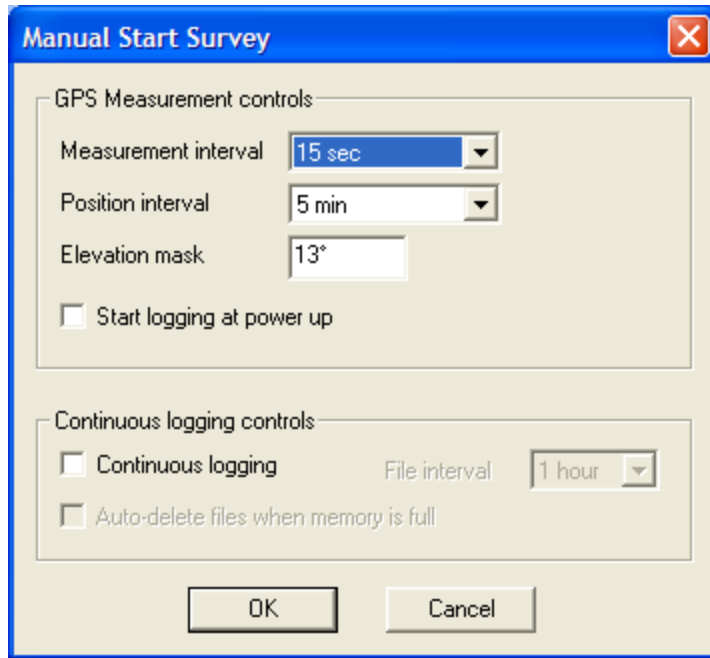 Manual Start Survey
GPS Measurement controls
Measurement interval 15 sec
Position interval 5 min
Elevation mask 13°
Start logging at power up
Continuous logging controls
Continuous logging File interval 1 hour
Auto-delete files when memory is full
OK Cancel